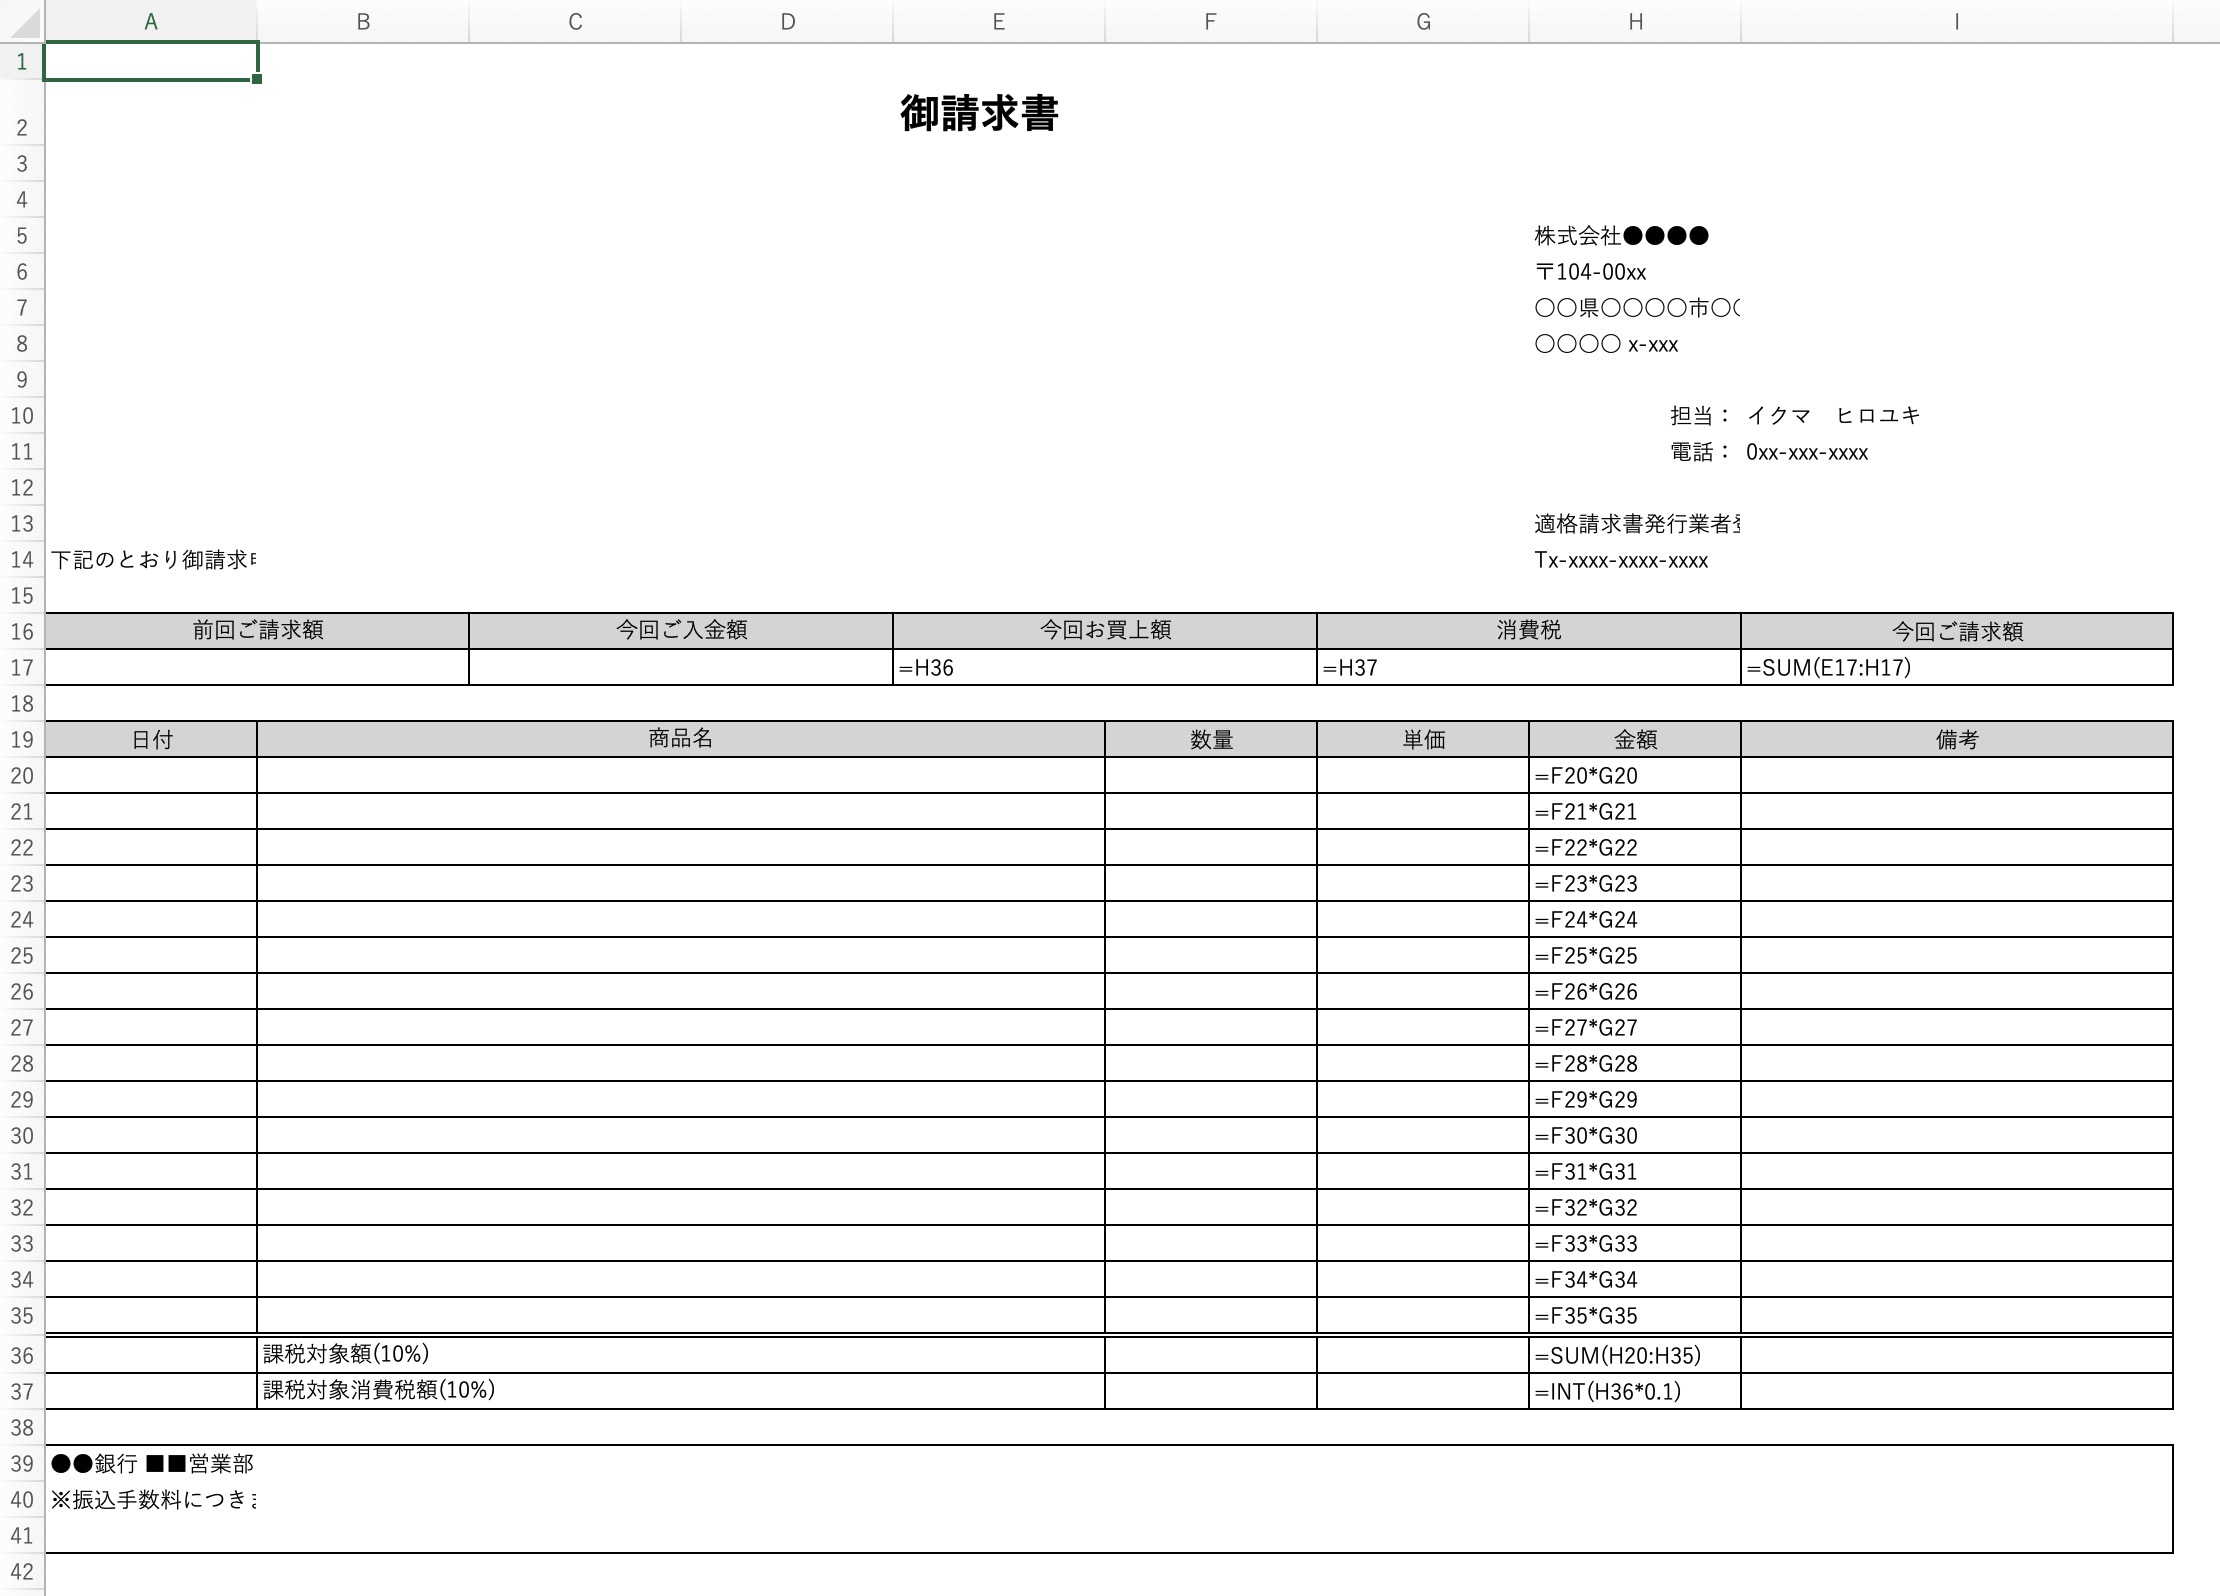 A B C D E F G H I
1
2 御請求書
3
4
5 株式会社●●●●
6 〒104-00xx
7 〇〇県〇〇〇〇市〇
8 〇〇〇〇 x-xxx
9
10 担当： イクマ　ヒロユキ
11 電話： 0xx-xxx-xxxx
12
13 適格請求書発行業者
14 下記のとおり御請求 Tx-xxxx-xxxx-xxxx
15
16 前回ご請求額 今回ご入金額 今回お買上額 消費税 今回ご請求額
17 =H36 =H37 =SUM(E17:H17)
18
19 日付 商品名 数量 単価 金額 備考
20 =F20*G20
21 =F21*G21
22 =F22*G22
23 =F23*G23
24 =F24*G24
25 =F25*G25
26 =F26*G26
27 =F27*G27
28 =F28*G28
29 =F29*G29
30 =F30*G30
31 =F31*G31
32 =F32*G32
33 =F33*G33
34 =F34*G34
35 =F35*G35
36 課税対象額(10%) =SUM(H20:H35)
37 課税対象消費税額(10%) =INT(H36*0.1)
38
39 ●●銀行 ■■営業部
40 ※振込手数料につき
41
42